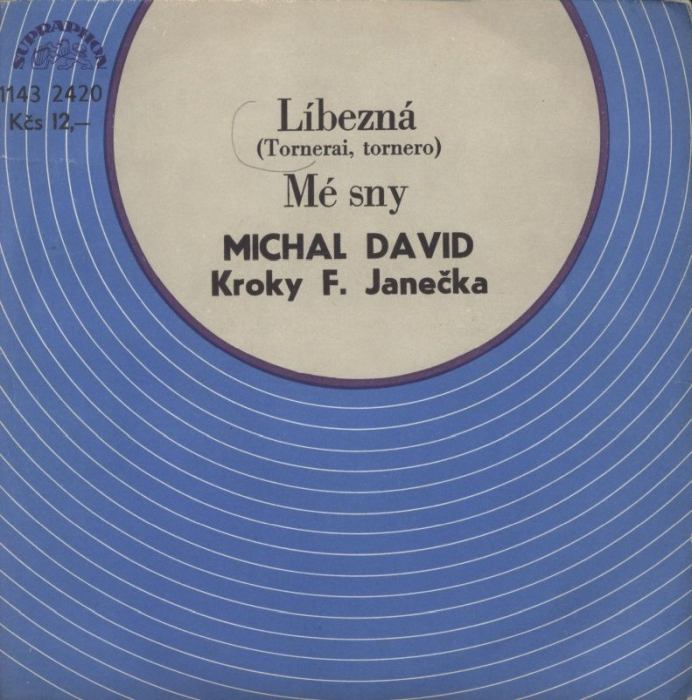 SUPRAPHON
1143 2420
Kčs 12,–
Líbezná
(Tornerai, tornero)
Mé sny
MICHAL DAVID
Kroky F. Janečka